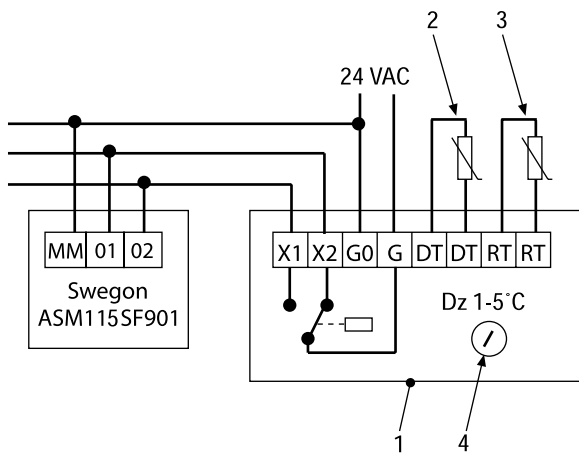 2
3
24 VAC
MM 01 02
X1 X2 G0 G DT DT RT RT
Swegon
ASM115SF901
Dz 1-5°C
1
4